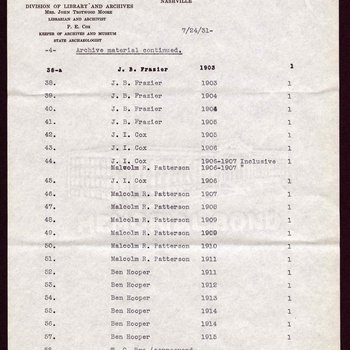 NASHVILLE
DIVISION OF LIBRARY AND ARCHIVES
MRS. JOHN TROTWOOD MOORE
LIBRARIAN AND ARCHIVIST
P. E. COX
KEEPER OF ARCHIVES AND MUSEUM
STATE ARCHAEOLOGIST
7/24/31-
-4- Archive material continued.
38-a J. B. Frazier 1903 1
38. J. B. Frazier 1903 1
39. J. B. Frazier 1904 1
40. J. B. Frazier 1904 1
41. J. B. Frazier 1905 1
42. J. I. Cox 1905 1
43. J. I. Cox 1906 1
44. J. I. Cox 1906-1907 Inclusive 1
Malcolm R. Patterson 1906-1907 "
45. J. I. Cox 1906 1
46. Malcolm R. Patterson 1907 1
47. Malcolm R. Patterson 1908 1
48. Malcolm R. Patterson 1909 1
49. Malcolm R. Patterson 1909 1
50. Malcolm R. Patterson 1910 1
51. Malcolm R. Patterson 1911 1
52. Ben Hooper 1911 1
53. Ben Hooper 1912 1
54. Ben Hooper 1913 1
55. Ben Hooper 1914 1
56. Ben Hooper 1914 1
57. Ben Hooper 1915 1
58